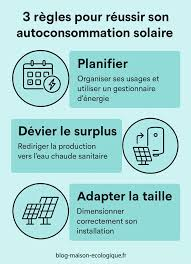 3 règles pour réussir son
autoconsommation solaire
Planifier
Organiser ses usages et
utiliser un gestionnaire
d'énergie
Dévier le surplus
Rediriger la production
vers l'eau chaude sanitaire
Adapter la taille
Dimensionner
correctement son
installation
blog-maison-ecologique.fr